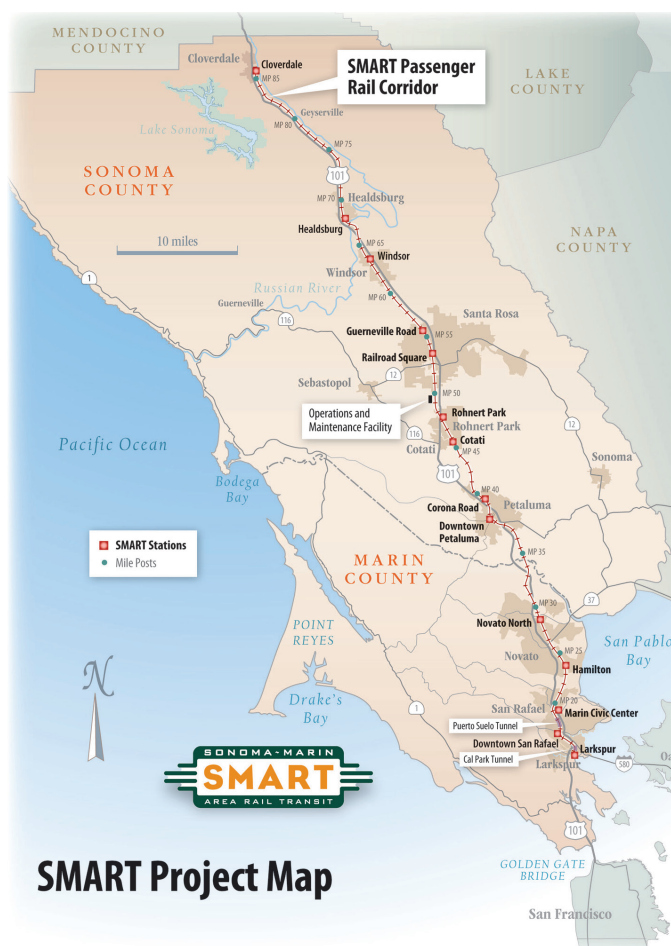 MENDOCINO
COUNTY
Cloverdale
Cloverdale
MP 85
SMART Passenger
Rail Corridor
LAKE
COUNTY
Geyserville
MP 80
Lake Sonoma
MP 75
SONOMA
COUNTY
101
MP 70
Healdsburg
Healdsburg
NAPA
COUNTY
10 miles
MP 65
Windsor
Windsor
1
Russian River
MP 60
Guerneville
116
Santa Rosa
Guerneville Road
MP 55
Railroad Square
12
Sebastopol
MP 50
Operations and
Maintenance Facility
Rohnert Park
Rohnert Park
12
116
Cotati
Cotati
MP 45
Sonoma
Pacific Ocean
101
Bodega
Bay
MP 40
Corona Road
Petaluma
Downtown
Petaluma
SMART Stations
Mile Posts
MP 35
MARIN
COUNTY
MP 30
37
Novato North
POINT
REYES
San Pablo
Bay
MP 25
Novato
Hamilton
N
Drake's
Bay
MP 20
San Rafael
Marin Civic Center
1
Puerto Suelo Tunnel
Downtown San Rafael
Larkspur
Cal Park Tunnel
Larkspur
580
SONOMA~MARIN
SMART
AREA RAIL TRANSIT
101
SMART Project Map
GOLDEN GATE
BRIDGE
San Francisco